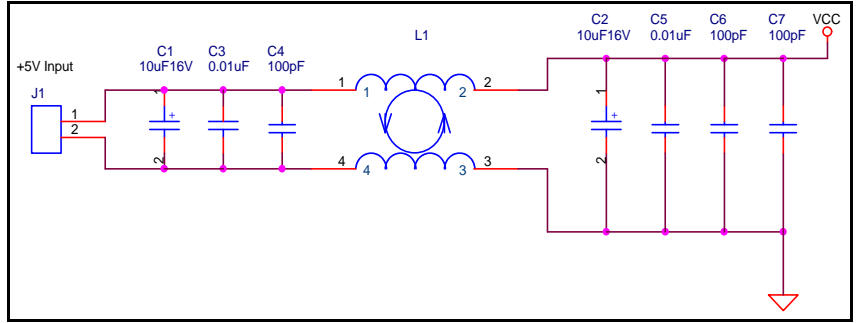 L1
C1
10uF16V
C3
0.01uF
C4
100pF
C2
10uF16V
C5
0.01uF
C6
100pF
C7
100pF
VCC
+5V Input
J1
1
2
1
+
2
1
1
2
2
4
4
3
3
1
+
2